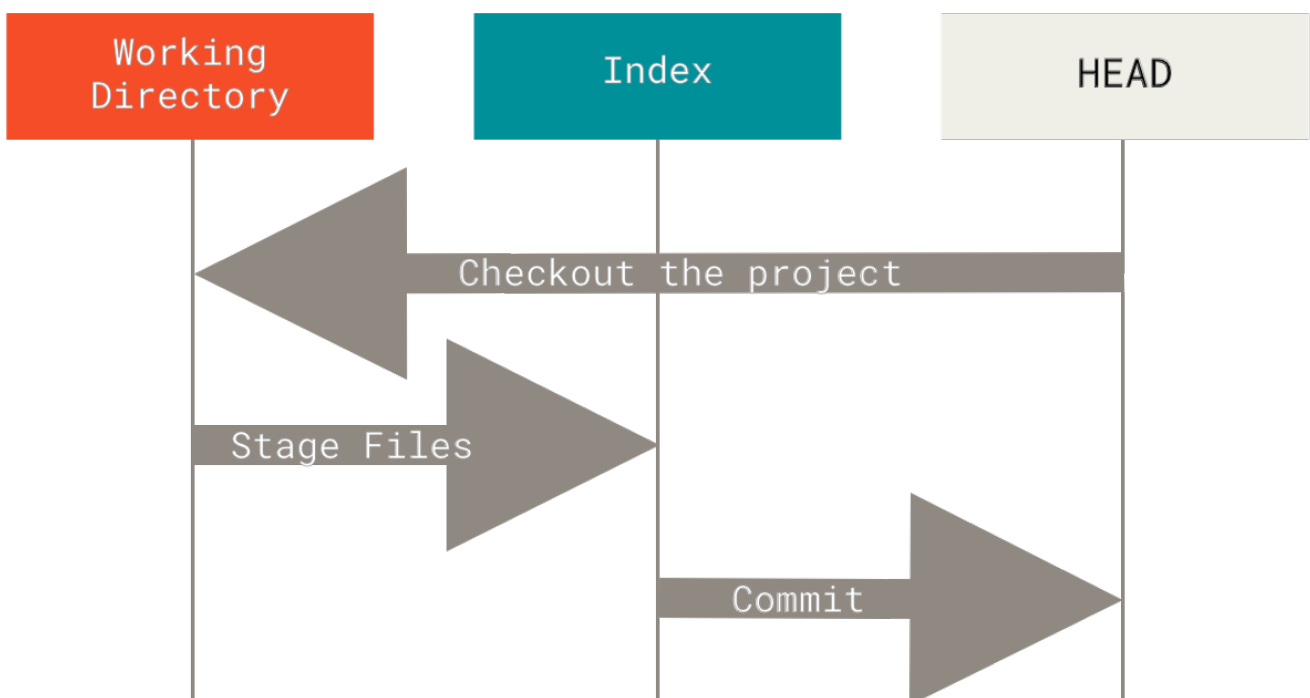 Working
Directory
Index
HEAD
Checkout the project
Stage Files
Commit